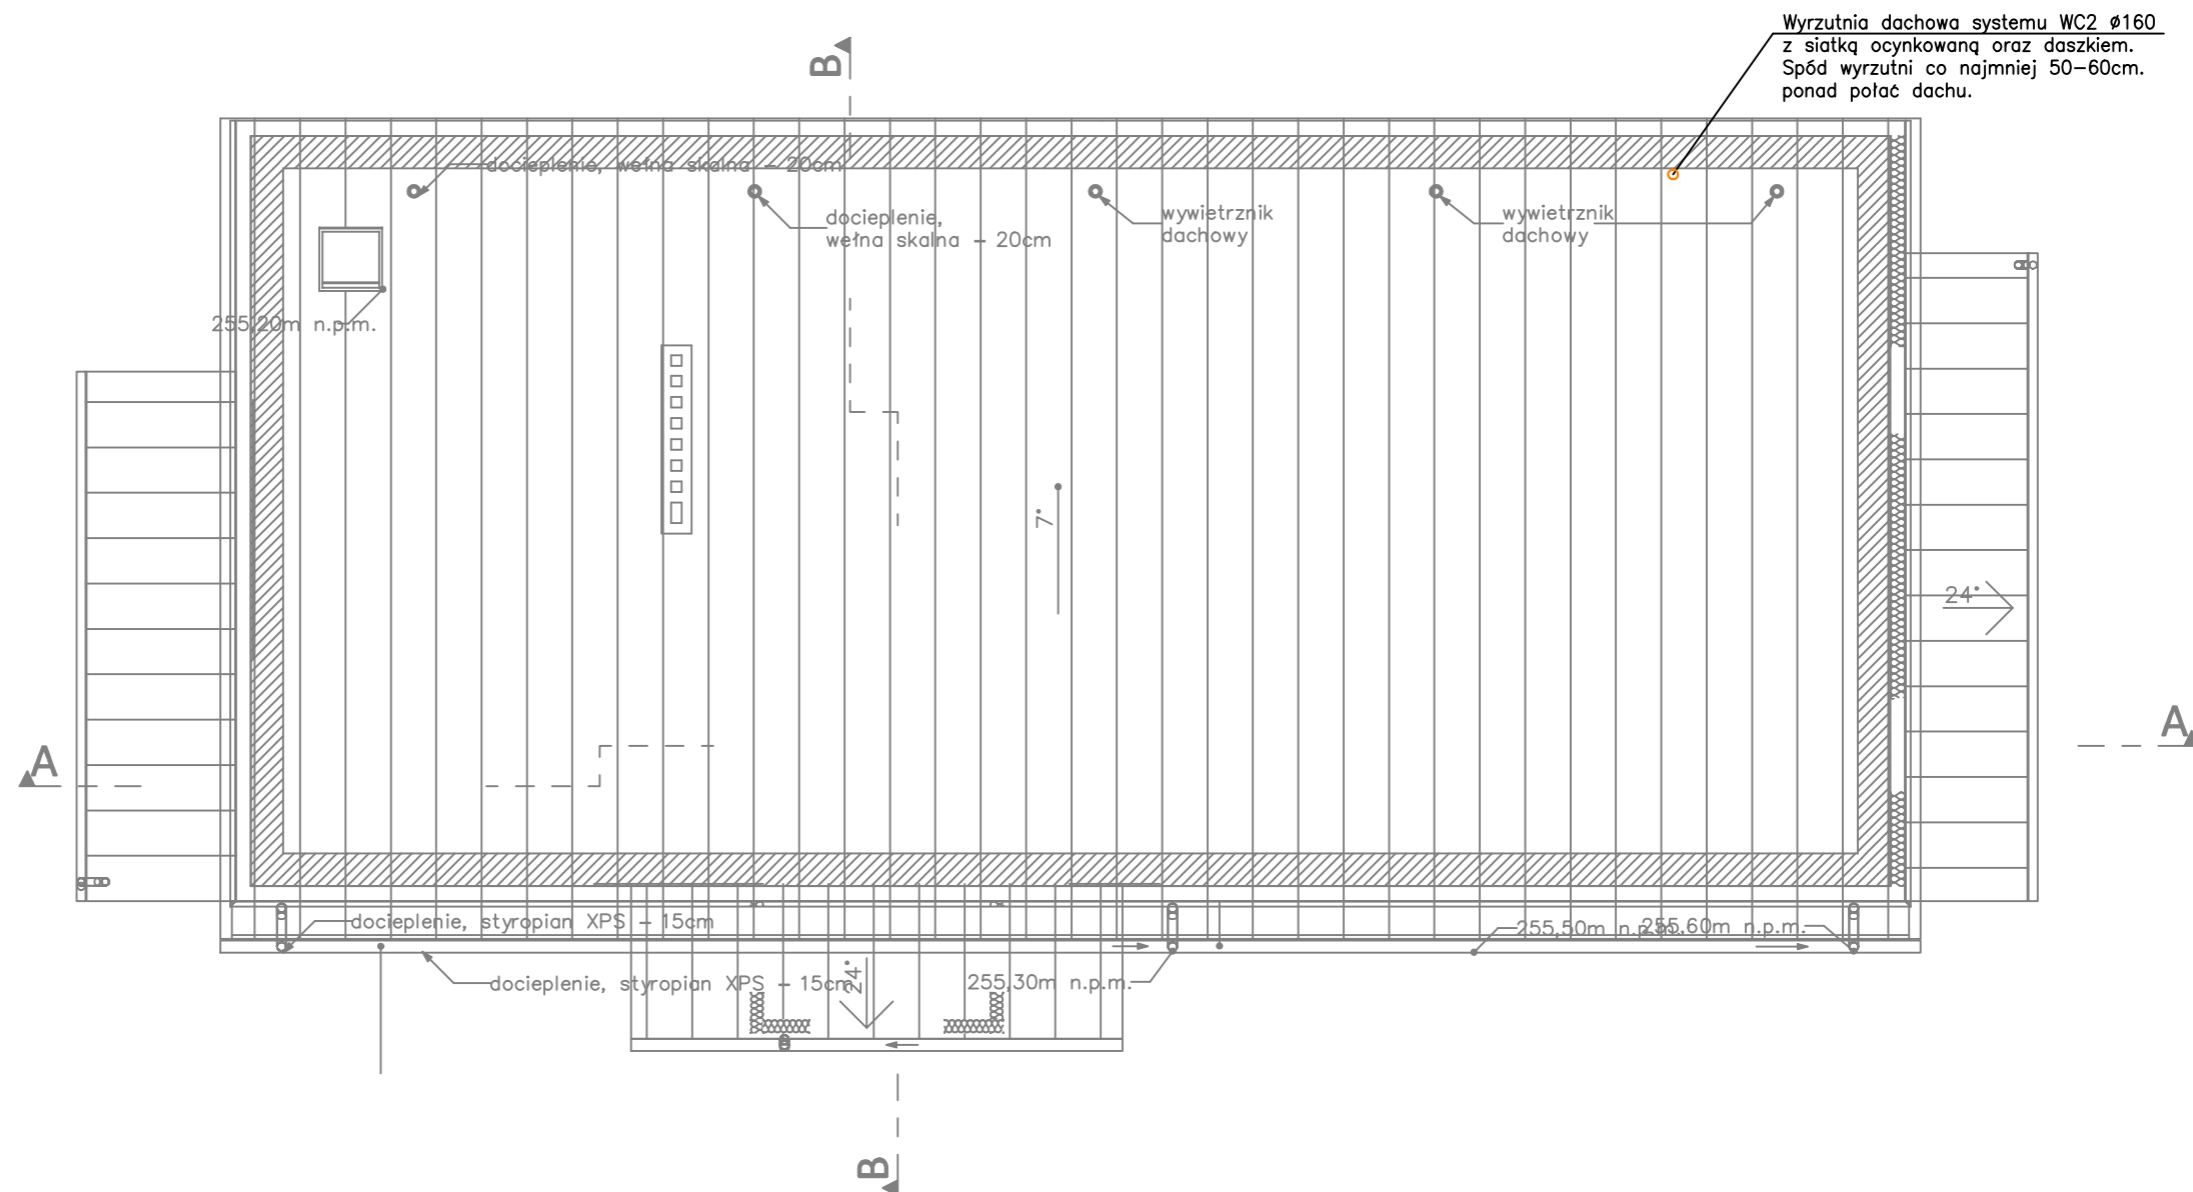 Wyrzutnia dachowa systemu WC2 ø160
z siatką ocynkowaną oraz daszkiem.
Spód wyrzutni co najmniej 50-60cm.
ponad połać dachu.
B
docieplenie, wełna skalna - 20cm
docieplenie,
wełna skalna - 20cm
wywietrznik
dachowy
wywietrznik
dachowy
255,20m n.p.m.
7°
24°
A
A
docieplenie, styropian XPS - 15cm
255,50m n.p.m.
255,60m n.p.m.
docieplenie, styropian XPS - 15cm
24°
255,30m n.p.m.
B